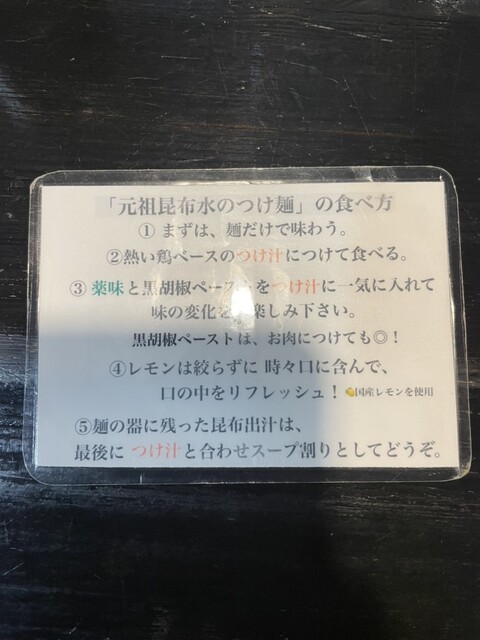 「元祖昆布水のつけ麺」の食べ方
① まずは、麺だけで味わう。
②熱い鶏ベースのつけ汁につけて食べる。
③ 薬味と黒胡椒ペーストをつけ汁に一気に入れて
味の変化を 楽しみ下さい。
黒胡椒ペーストは、お肉につけても◎！
④レモンは絞らずに 時々口に含んで、
口の中をリフレッシュ！🍋国産レモンを使用
⑤麺の器に残った昆布出汁は、
最後に つけ汁と合わせスープ割りとしてどうぞ。